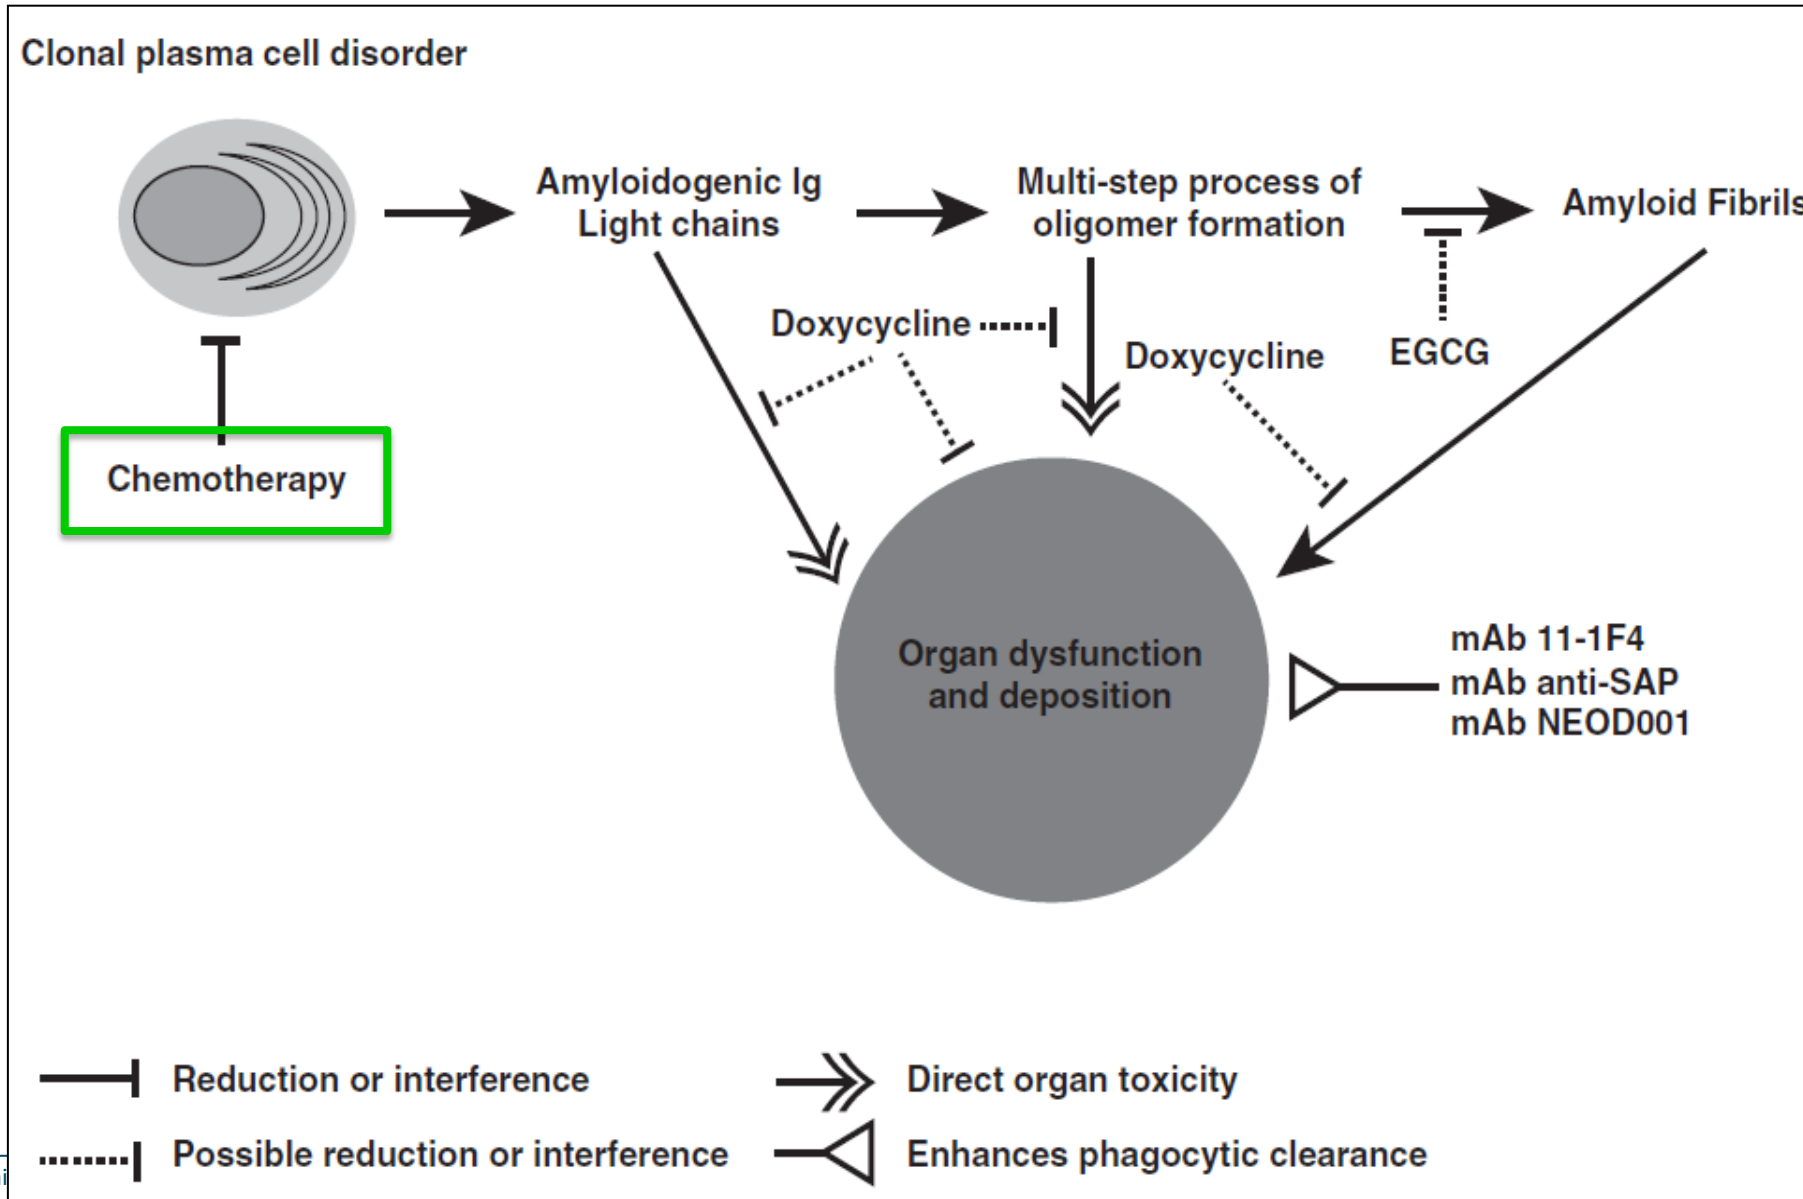 Clonal plasma cell disorder
Amyloidogenic Ig
Light chains
Multi-step process of
oligomer formation
Amyloid Fibrils
Doxycycline
Doxycycline
EGCG
Chemotherapy
Organ dysfunction
and deposition
mAb 11-1F4
mAb anti-SAP
mAb NEOD001
Reduction or interference
Direct organ toxicity
Possible reduction or interference
Enhances phagocytic clearance